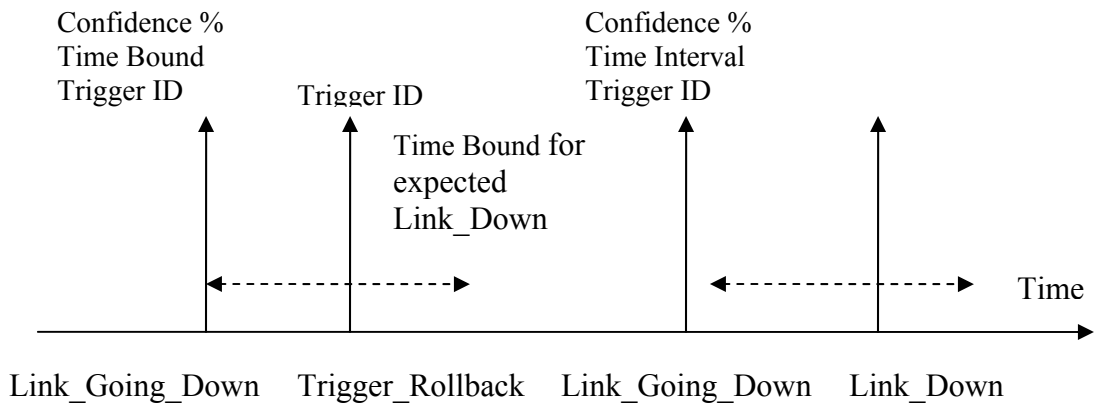 Confidence %
Time Bound
Trigger ID
Trigger ID
Time Bound for
expected
Link_Down
Confidence %
Time Interval
Trigger ID
Time
Link_Going_Down
Trigger_Rollback
Link_Going_Down
Link_Down